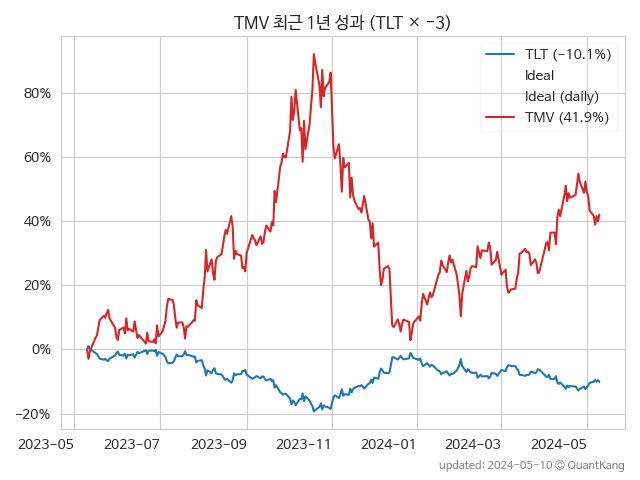 TMV 최근 1년 성과 (TLT × −3)
TLT (−10.1%)
Ideal
Ideal (daily)
TMV (41.9%)
80%
60%
40%
20%
0%
−20%
2023-05
2023-07
2023-09
2023-11
2024-01
2024-03
2024-05
updated: 2024-05-10 © QuantKang